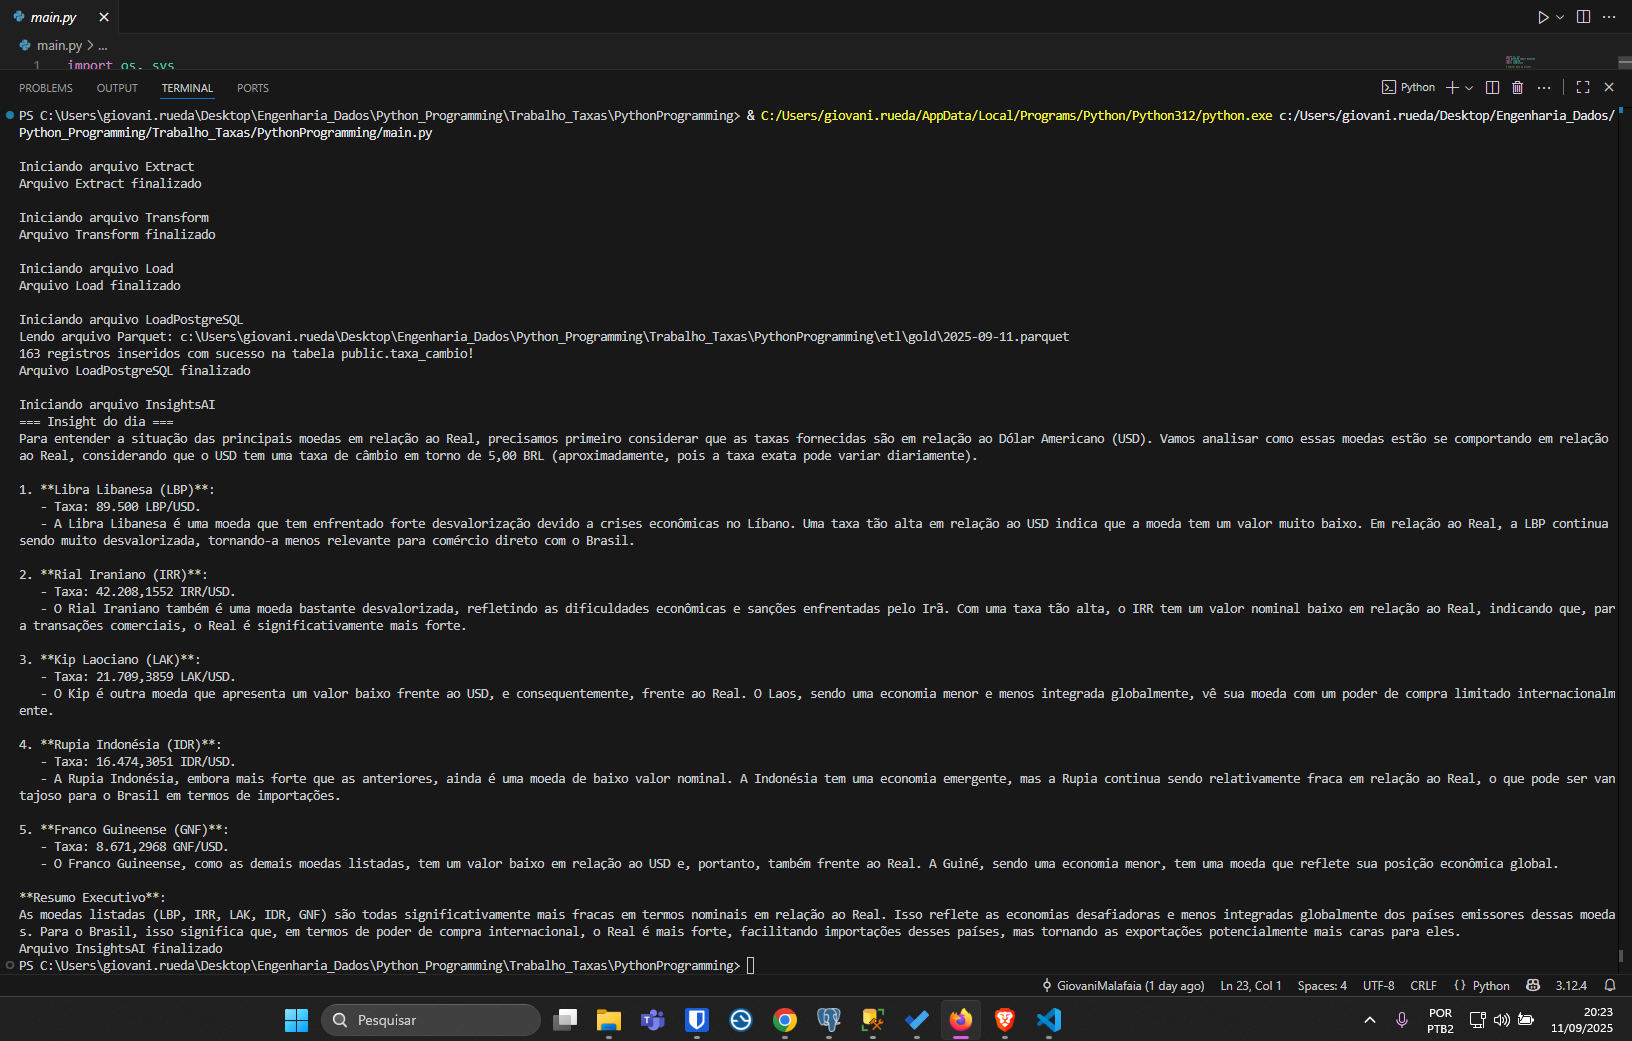 main.py
main.py > ...
1 import os, sys
PROBLEMS OUTPUT TERMINAL PORTS
Python
PS C:\Users\giovani.rueda\Desktop\Engenharia_Dados\Python_Programming\Trabalho_Taxas\PythonProgramming> & C:/Users/giovani.rueda/AppData/Local/Programs/Python/Python312/python.exe c:/Users/giovani.rueda/Desktop/Engenharia_Dados/
Python_Programming/Trabalho_Taxas/PythonProgramming/main.py
Iniciando arquivo Extract
Arquivo Extract finalizado
Iniciando arquivo Transform
Arquivo Transform finalizado
Iniciando arquivo Load
Arquivo Load finalizado
Iniciando arquivo LoadPostgreSQL
Lendo arquivo Parquet: c:\Users\giovani.rueda\Desktop\Engenharia_Dados\Python_Programming\Trabalho_Taxas\PythonProgramming\etl\gold\2025-09-11.parquet
163 registros inseridos com sucesso na tabela public.taxa_cambio!
Arquivo LoadPostgreSQL finalizado
Iniciando arquivo InsightsAI
=== Insight do dia ===
Para entender a situação das principais moedas em relação ao Real, precisamos primeiro considerar que as taxas fornecidas são em relação ao Dólar Americano (USD). Vamos analisar como essas moedas estão se comportando em relação
ao Real, considerando que o USD tem uma taxa de câmbio em torno de 5,00 BRL (aproximadamente, pois a taxa exata pode variar diariamente).
1. **Libra Libanesa (LBP)**:
- Taxa: 89.500 LBP/USD.
- A Libra Libanesa é uma moeda que tem enfrentado forte desvalorização devido a crises econômicas no Líbano. Uma taxa tão alta em relação ao USD indica que a moeda tem um valor muito baixo. Em relação ao Real, a LBP continua
sendo muito desvalorizada, tornando-a menos relevante para comércio direto com o Brasil.
2. **Rial Iraniano (IRR)**:
- Taxa: 42.208,1552 IRR/USD.
- O Rial Iraniano também é uma moeda bastante desvalorizada, refletindo as dificuldades econômicas e sanções enfrentadas pelo Irã. Com uma taxa tão alta, o IRR tem um valor nominal baixo em relação ao Real, indicando que, par
a transações comerciais, o Real é significativamente mais forte.
3. **Kip Laociano (LAK)**:
- Taxa: 21.709,3859 LAK/USD.
- O Kip é outra moeda que apresenta um valor baixo frente ao USD, e consequentemente, frente ao Real. O Laos, sendo uma economia menor e menos integrada globalmente, vê sua moeda com um poder de compra limitado internacionalm
ente.
4. **Rupia Indonésia (IDR)**:
- Taxa: 16.474,3051 IDR/USD.
- A Rupia Indonésia, embora mais forte que as anteriores, ainda é uma moeda de baixo valor nominal. A Indonésia tem uma economia emergente, mas a Rupia continua sendo relativamente fraca em relação ao Real, o que pode ser van
tajoso para o Brasil em termos de importações.
5. **Franco Guineense (GNF)**:
- Taxa: 8.671,2968 GNF/USD.
- O Franco Guineense, como as demais moedas listadas, tem um valor baixo em relação ao USD e, portanto, também frente ao Real. A Guiné, sendo uma economia menor, tem uma moeda que reflete sua posição econômica global.
**Resumo Executivo**:
As moedas listadas (LBP, IRR, LAK, IDR, GNF) são todas significativamente mais fracas em termos nominais em relação ao Real. Isso reflete as economias desafiadoras e menos integradas globalmente dos países emissores dessas moeda
s. Para o Brasil, isso significa que, em termos de poder de compra internacional, o Real é mais forte, facilitando importações desses países, mas tornando as exportações potencialmente mais caras para eles.
Arquivo InsightsAI finalizado
PS C:\Users\giovani.rueda\Desktop\Engenharia_Dados\Python_Programming\Trabalho_Taxas\PythonProgramming>
GiovaniMalafaia (1 day ago) Ln 23, Col 1 Spaces: 4 UTF-8 CRLF {} Python 3.12.4
Pesquisar
POR
PTB2
20:23
11/09/2025